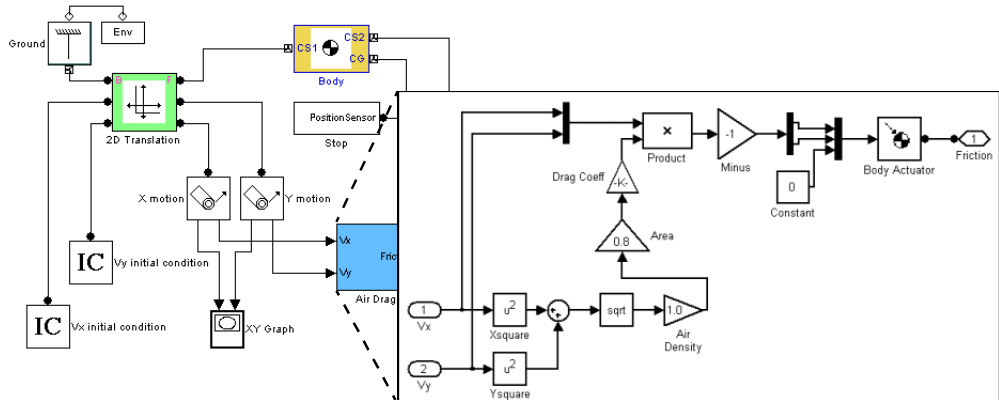 Ground
Env
B
F
2D Translation
CS1
CS2
CG
Body
PositionSensor
Stop
X motion
Y motion
IC
Vy initial condition
IC
Vx initial condition
XY Graph
Vx
Vy
Fric
Air Drag
1
Vx
2
Vy
u2
Xsquare
u2
Ysquare
sqrt
1.0
Air
Density
0.8
Area
-K-
Drag Coeff
×
Product
-1
Minus
0
Constant
Body Actuator
1
Friction